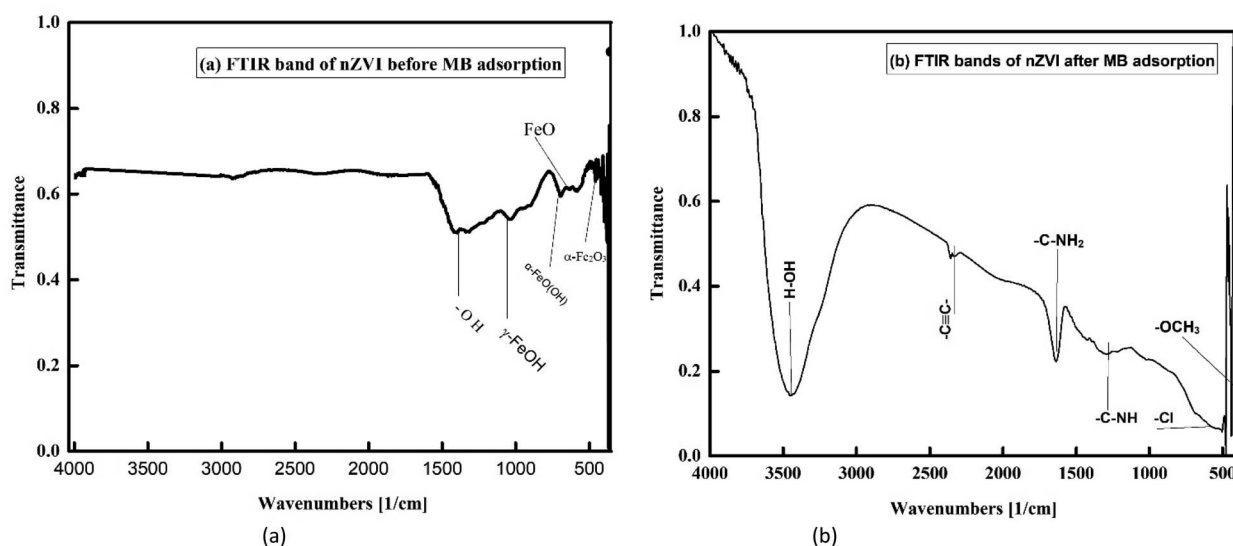 (a) FTIR band of nZVI before MB adsorption
Transmittance
1.0
0.8
0.6
0.4
0.2
0.0
FeO
α-Fe₂O₃
α-FeO(OH)
- O H
γ-FeOH
4000 3500 3000 2500 2000 1500 1000 500
Wavenumbers [1/cm]
(a)
(b) FTIR bands of nZVI after MB adsorption
Transmittance
1.0
0.8
0.6
0.4
0.2
0.0
H-OH
-C≡C-
-C-NH₂
-OCH₃
-C-NH
-Cl
4000 3500 3000 2500 2000 1500 1000 500
Wavenumbers [1/cm]
(b)